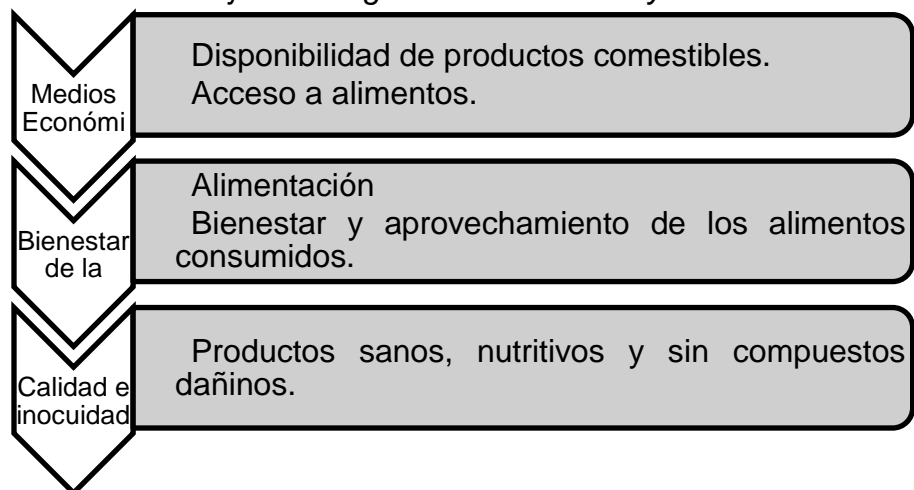 Medios
Económi
Disponibilidad de productos comestibles.
Acceso a alimentos.
Bienestar
de la
Alimentación
Bienestar y aprovechamiento de los alimentos
consumidos.
Calidad e
inocuidad
Productos sanos, nutritivos y sin compuestos
dañinos.